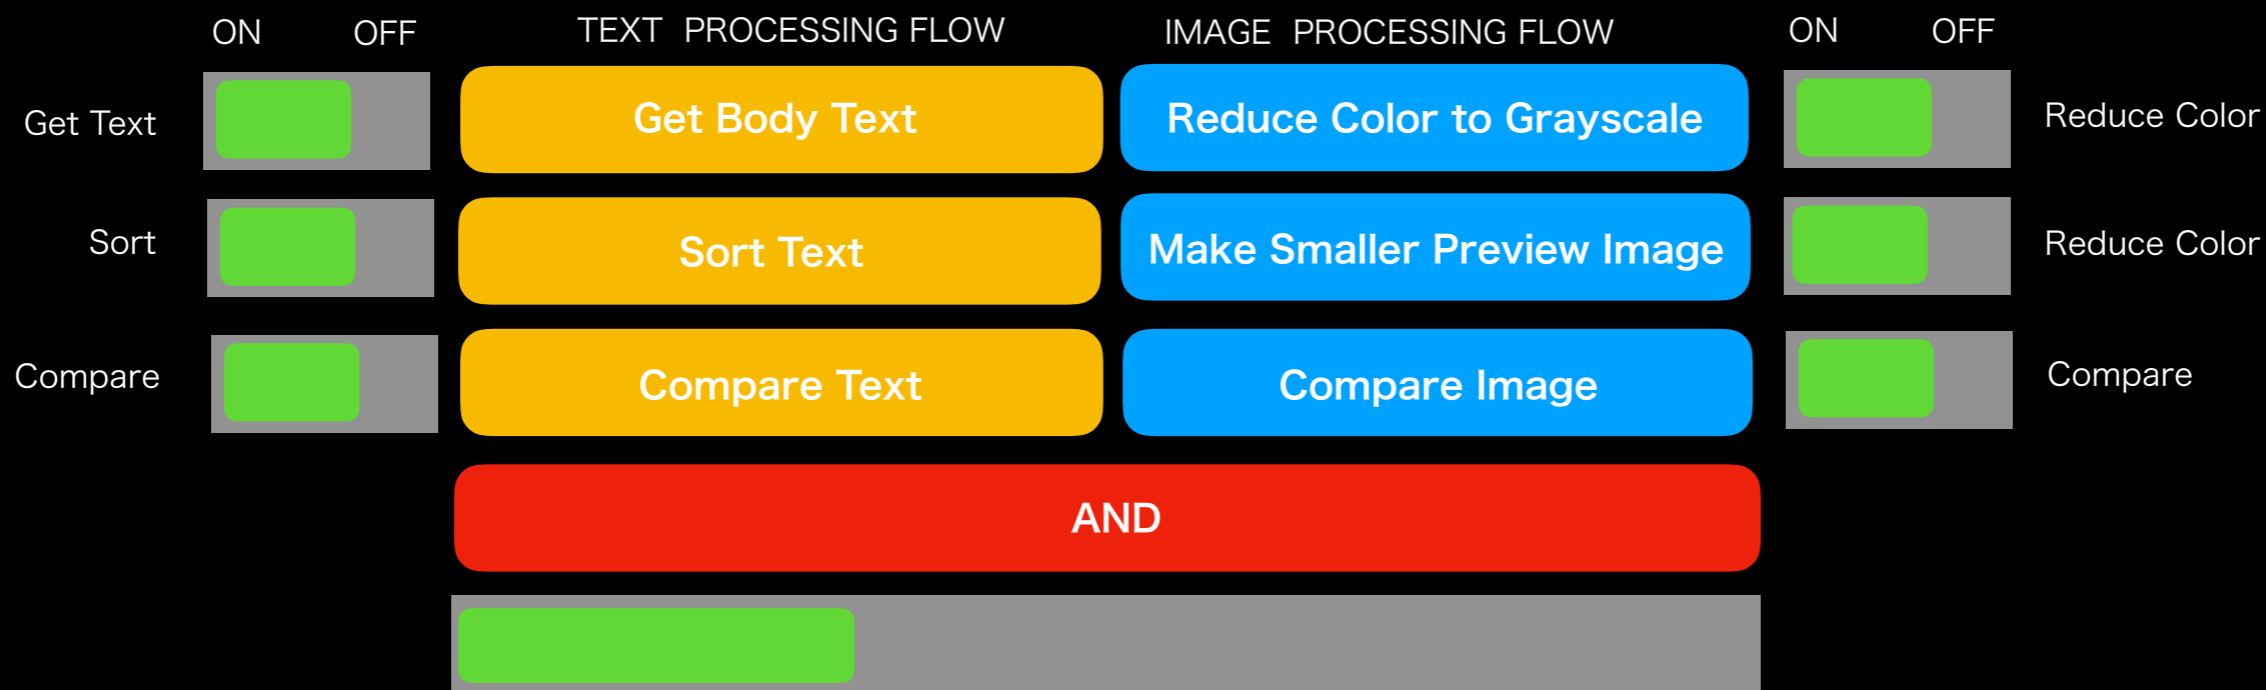 ON OFF TEXT PROCESSING FLOW IMAGE PROCESSING FLOW ON OFF
Get Text Get Body Text Reduce Color to Grayscale Reduce Color
Sort Sort Text Make Smaller Preview Image Reduce Color
Compare Compare Text Compare Image Compare
AND